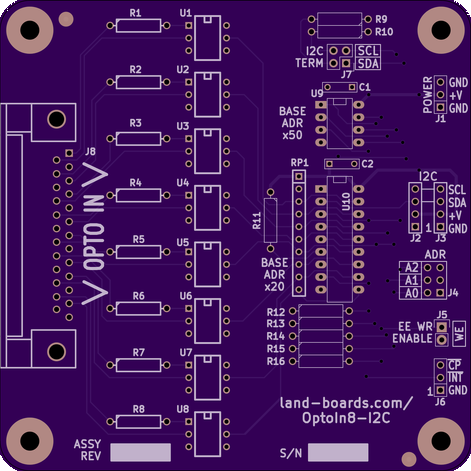 R1
U1
R9
R10
I2C
TERM
SCL
SDA
J7
R2
U2
U9
C1
POWER
GND
+V
GND
J1
BASE
ADR
x50
R3
U3
J8
RP1
C2
R4
U4
U10
I2C
SCL
SDA
+V
GND
J2
1
J3
OPTO IN
R11
R5
U5
BASE
ADR
x20
ADR
A2
A1
A0
J4
R6
U6
R12
R13
R14
R15
R16
J5
EE WR
ENABLE
WE
R7
U7
CP
INT
1
GND
J6
R8
U8
land-boards.com/
OptoIn8-I2C
ASSY
REV
S/N